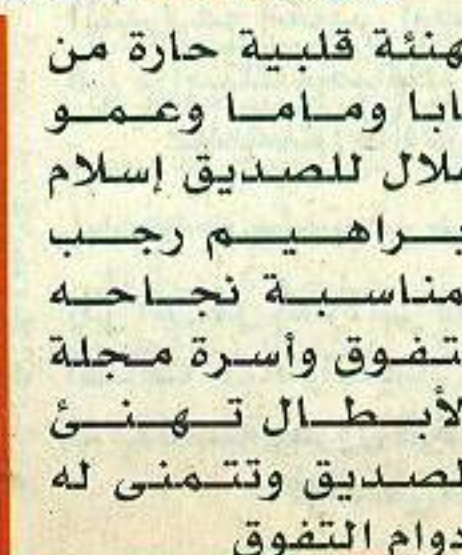 هنئة قلبية حارة من
ابا وماما وعمو
لال للصديق إسلام
براهيم رجب
مناسبة نجاحه
تفوق وأسرة مجلة
لأبطال تهنئ
لصديق وتتمنى له
دوام التفوق